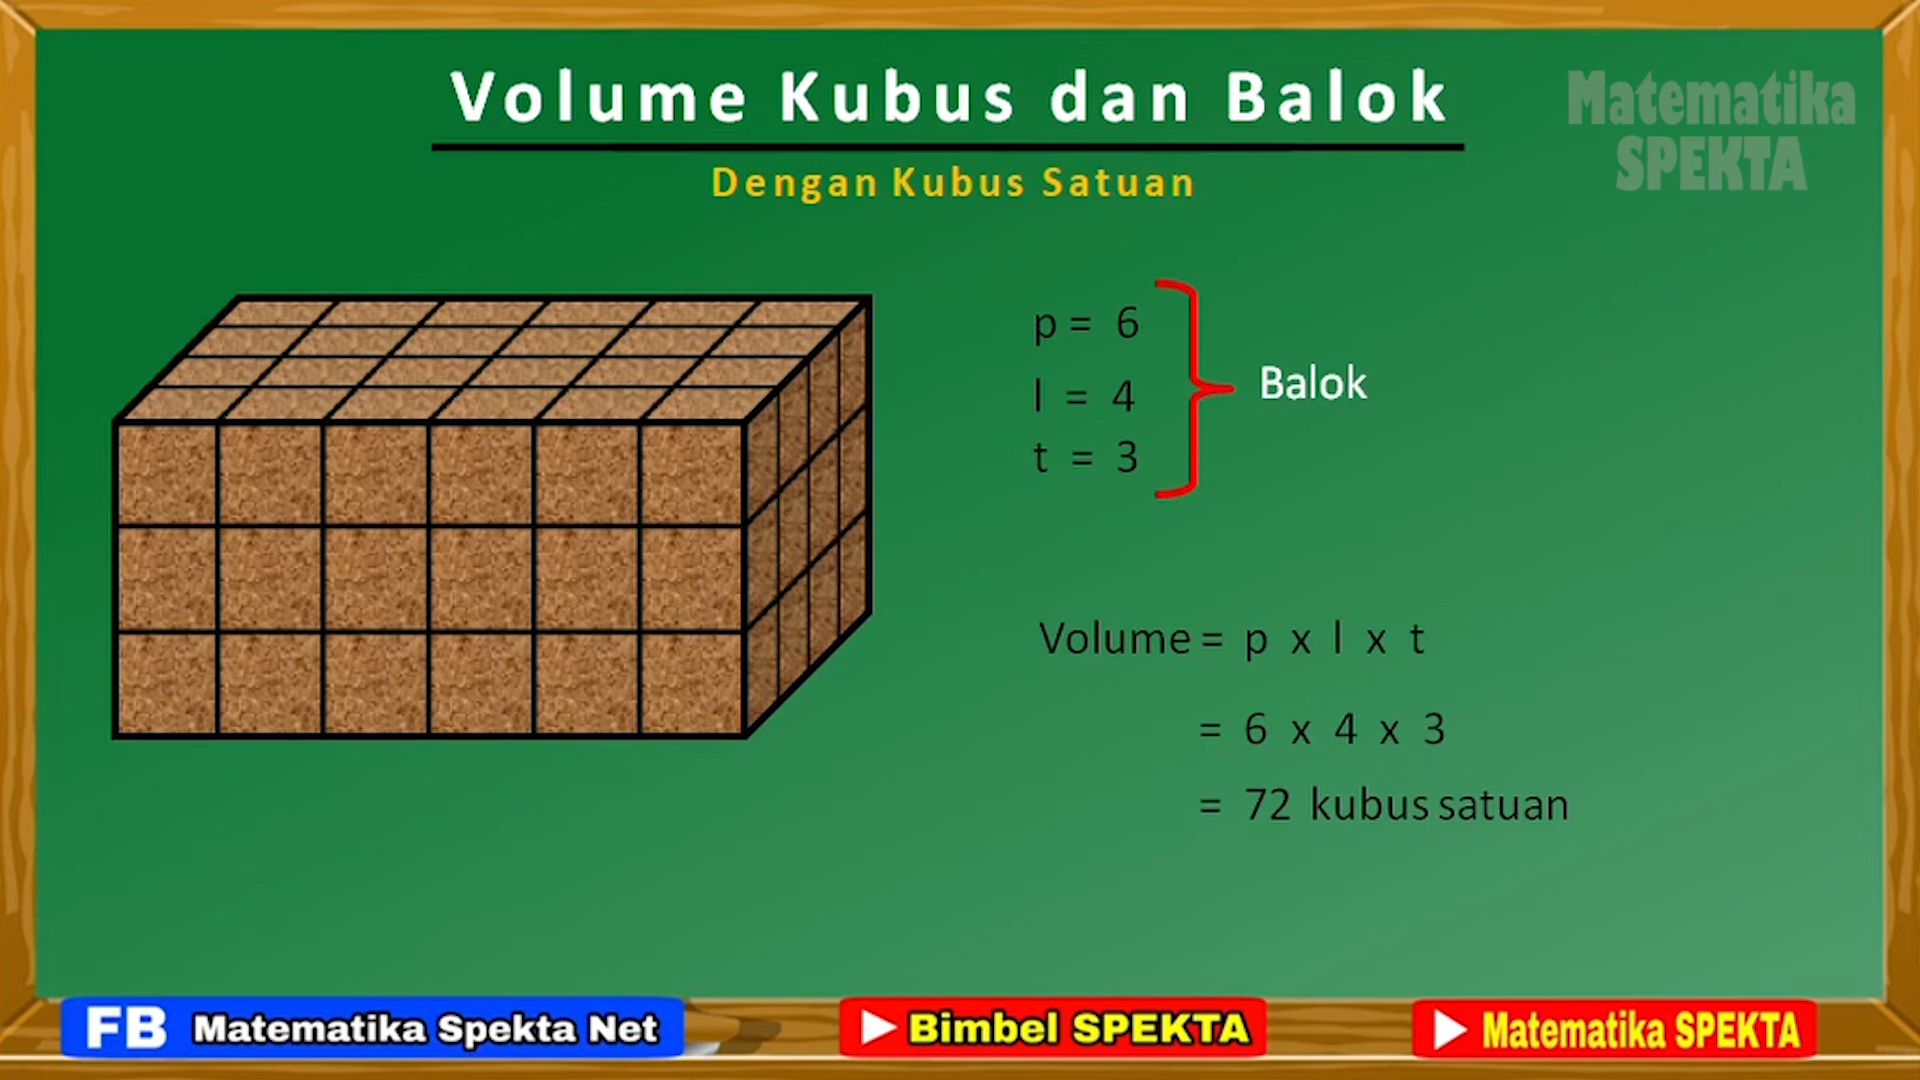 Volume Kubus dan Balok
Matematika
SPEKTA
Dengan Kubus Satuan
p = 6
l = 4
t = 3
Balok
Volume = p x l x t
= 6 x 4 x 3
= 72 kubus satuan
FB Matematika Spekta Net
Bimbel SPEKTA
Matematika SPEKTA